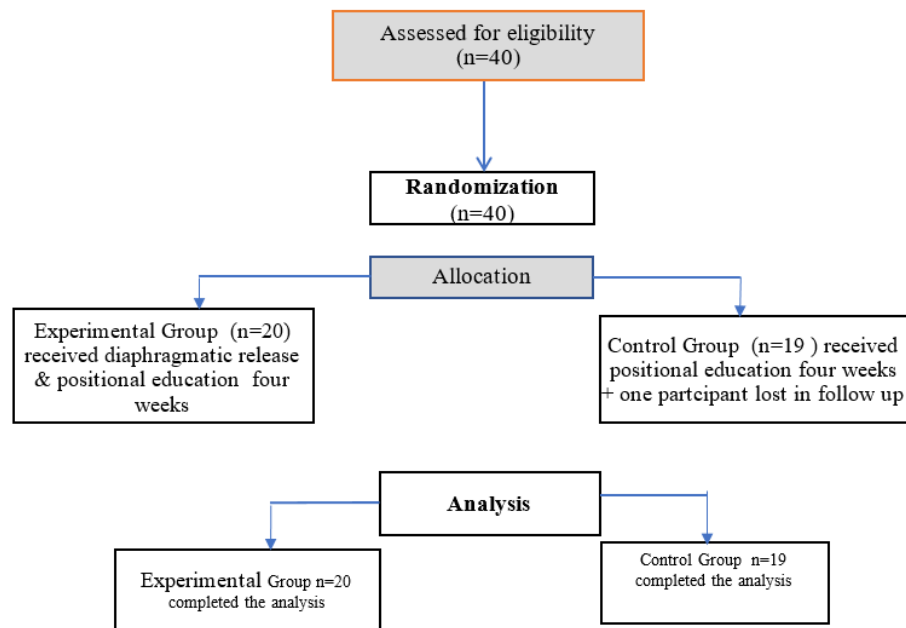 Assessed for eligibility
(n=40)
Randomization
(n=40)
Allocation
Experimental Group (n=20)
received diaphragmatic release
& positional education four
weeks
Control Group (n=19 ) received
positional education four weeks
+ one partcipant lost in follow up
Analysis
Experimental Group n=20
completed the analysis
Control Group n=19
completed the analysis